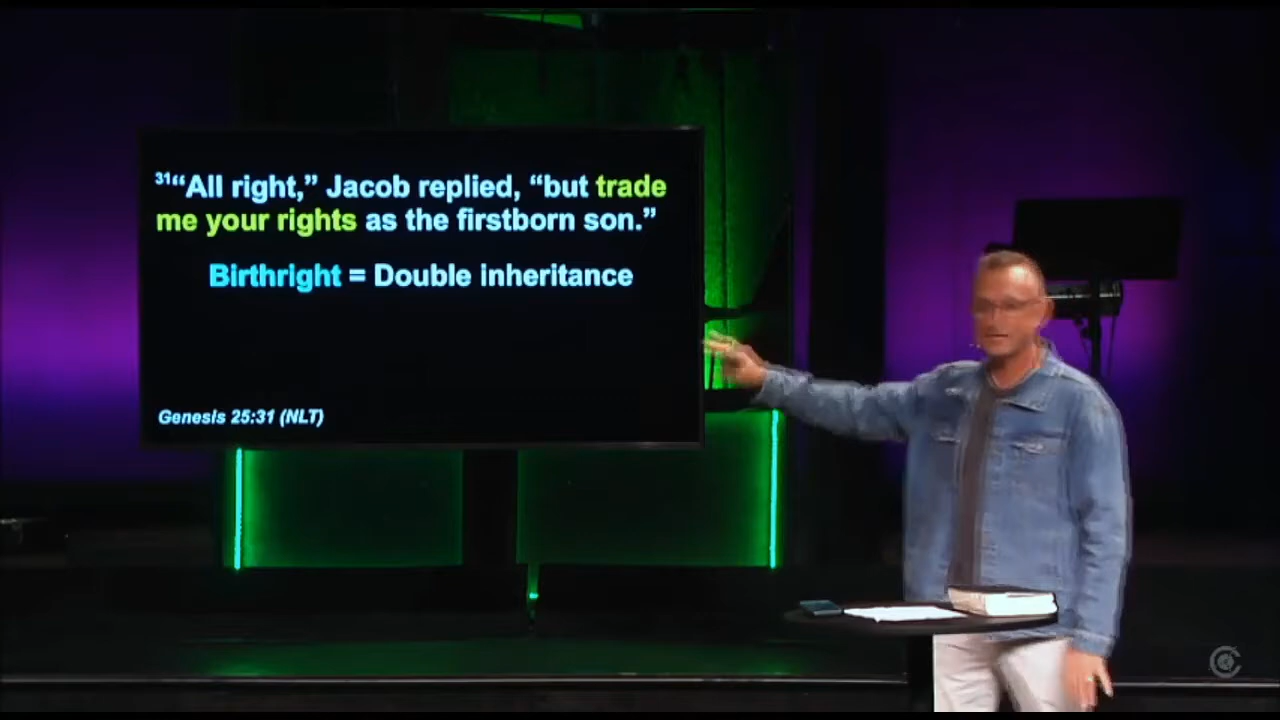 ³¹“All right,” Jacob replied, “but trade
me your rights as the firstborn son.”
Birthright = Double inheritance
Genesis 25:31 (NLT)